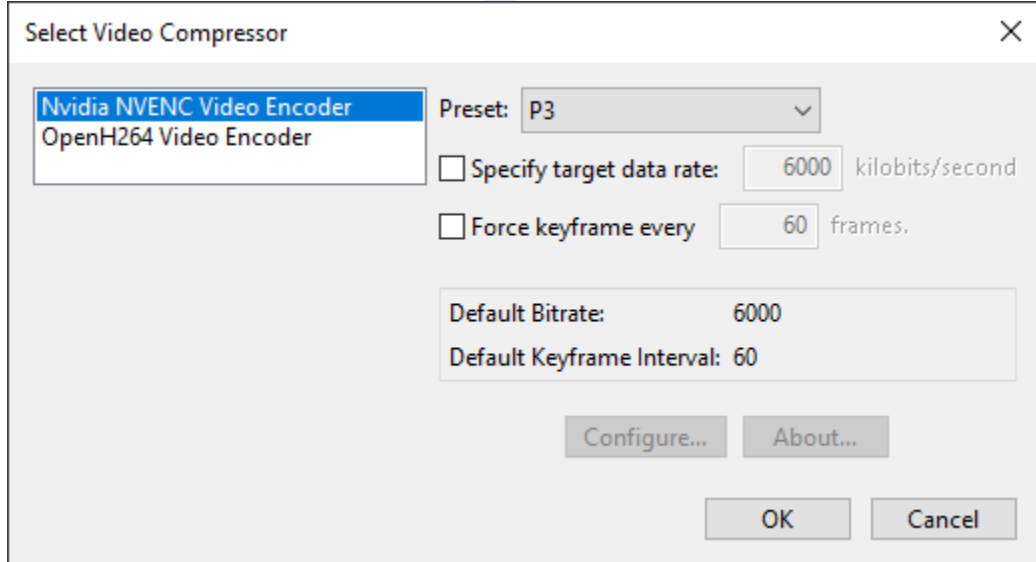 Select Video Compressor
Nvidia NVENC Video Encoder
OpenH264 Video Encoder
Preset: P3
Specify target data rate: 6000 kilobits/second
Force keyframe every 60 frames.
Default Bitrate: 6000
Default Keyframe Interval: 60
Configure... About...
OK Cancel